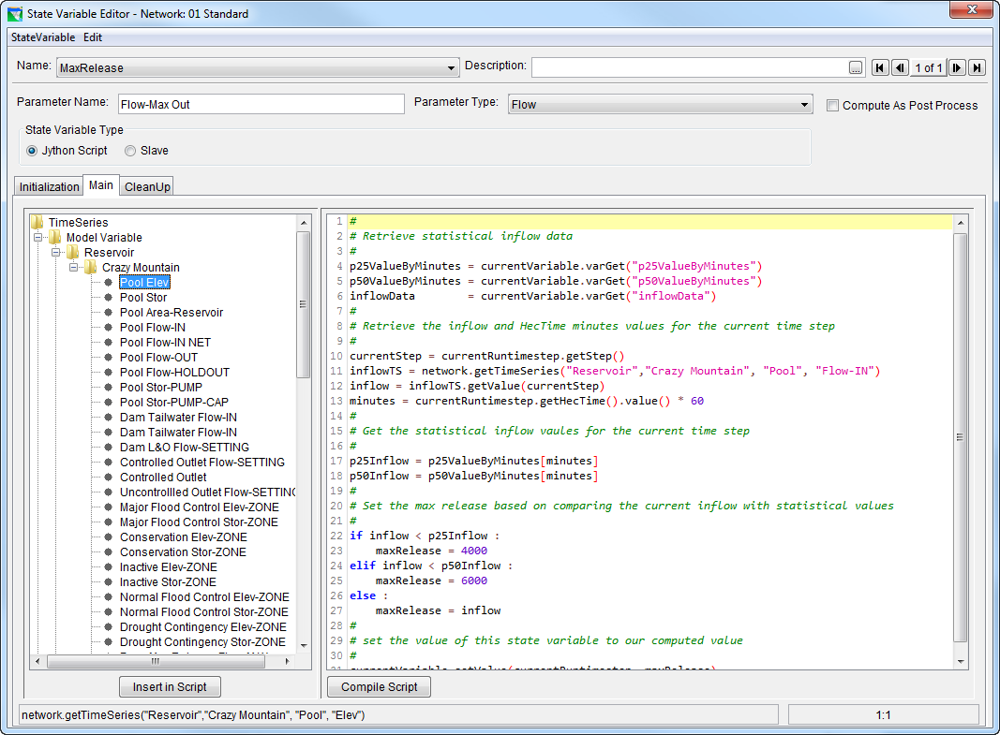 State Variable Editor - Network: 01 Standard
StateVariable Edit
Name: MaxRelease Description: ...
1 of 1
Parameter Name: Flow-Max Out Parameter Type: Flow Compute As Post Process
State Variable Type
Jython Script Slave
Initialization Main CleanUp
TimeSeries
Model Variable
Reservoir
Crazy Mountain
Pool Elev
Pool Stor
Pool Area-Reservoir
Pool Flow-IN
Pool Flow-IN NET
Pool Flow-OUT
Pool Flow-HOLDOUT
Pool Stor-PUMP
Pool Stor-PUMP-CAP
Dam Tailwater Flow-IN
Dam Tailwater Flow-IN
Dam L&O Flow-SETTING
Controlled Outlet Flow-SETTING
Controlled Outlet
Uncontrollled Outlet Flow-SETTING
Major Flood Control Elev-ZONE
Major Flood Control Stor-ZONE
Conservation Elev-ZONE
Conservation Stor-ZONE
Inactive Elev-ZONE
Inactive Stor-ZONE
Normal Flood Control Elev-ZONE
Normal Flood Control Stor-ZONE
Drought Contingency Elev-ZONE
Drought Contingency Stor-ZONE
Insert in Script
1 #
2 # Retrieve statistical inflow data
3 #
4 p25ValueByMinutes = currentVariable.varGet("p25ValueByMinutes")
5 p50ValueByMinutes = currentVariable.varGet("p50ValueByMinutes")
6 inflowData = currentVariable.varGet("inflowData")
7 #
8 # Retrieve the inflow and HecTime minutes values for the current time step
9 #
10 currentStep = currentRuntimestep.getStep()
11 inflowTS = network.getTimeSeries("Reservoir","Crazy Mountain", "Pool", "Flow-IN")
12 inflow = inflowTS.getValue(currentStep)
13 minutes = currentRuntimestep.getHecTime().value() * 60
14 #
15 # Get the statistical inflow vaules for the current time step
16 #
17 p25Inflow = p25ValueByMinutes[minutes]
18 p50Inflow = p50ValueByMinutes[minutes]
19 #
20 # Set the max release based on comparing the current inflow with statistical values
21 #
22 if inflow < p25Inflow :
23 maxRelease = 4000
24 elif inflow < p50Inflow :
25 maxRelease = 6000
26 else :
27 maxRelease = inflow
28 #
29 # set the value of this state variable to our computed value
30 #
31 currentVariable.setValue(currentRuntimestep, maxRelease)
Compile Script
network.getTimeSeries("Reservoir","Crazy Mountain", "Pool", "Elev") 1:1